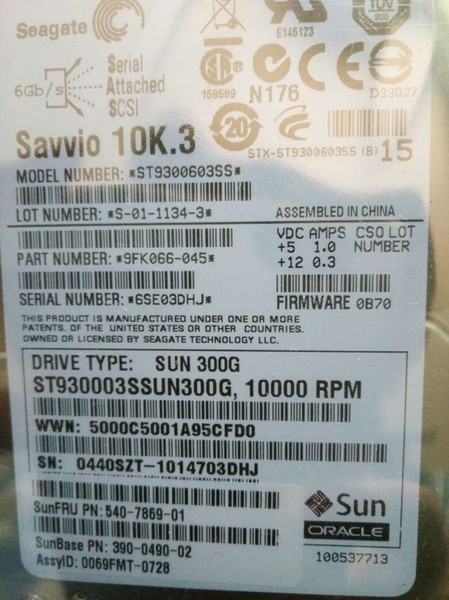 Seagate
E145123
TUV
6Gb/s
Serial
Attached
SCSI
168589
N176
D33027
20
Savvio 10K.3
STX-ST9300603SS (B) 15
MODEL NUMBER: *ST9300603SS*
LOT NUMBER: *S-01-1134-3*
ASSEMBLED IN CHINA
VDC AMPS CSO LOT
+5 1.0 NUMBER
+12 0.3
PART NUMBER: *9FK066-045*
SERIAL NUMBER: *6SE03DHJ*
FIRMWARE 0B70
THIS PRODUCT IS MANUFACTURED UNDER ONE OR MORE
PATENTS. OF THE UNITED STATES OR OTHER COUNTRIES.
OWNED OR LICENSED BY SEAGATE TECHNOLOGY LLC.
DRIVE TYPE: SUN 300G
ST930003SSUN300G, 10000 RPM
WWN: 5000C5001A95CFD0
SN: 0440SZT-1014703DHJ
SunFRU PN: 540-7869-01
SunBase PN: 390-0490-02
AssyID: 0069FMT-0728
Sun
ORACLE
100537713